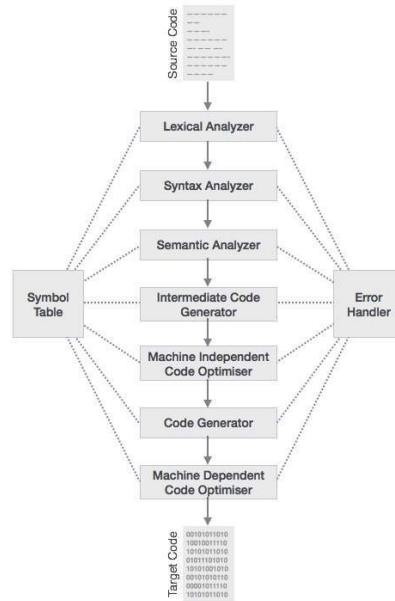 Source Code
Lexical Analyzer
Syntax Analyzer
Semantic Analyzer
Symbol
Table
Intermediate Code
Generator
Error
Handler
Machine Independent
Code Optimiser
Code Generator
Machine Dependent
Code Optimiser
Target Code
00101011010
10010011110
10101011010
01011101010
10101001010
00101010110
00001011110
10101011010